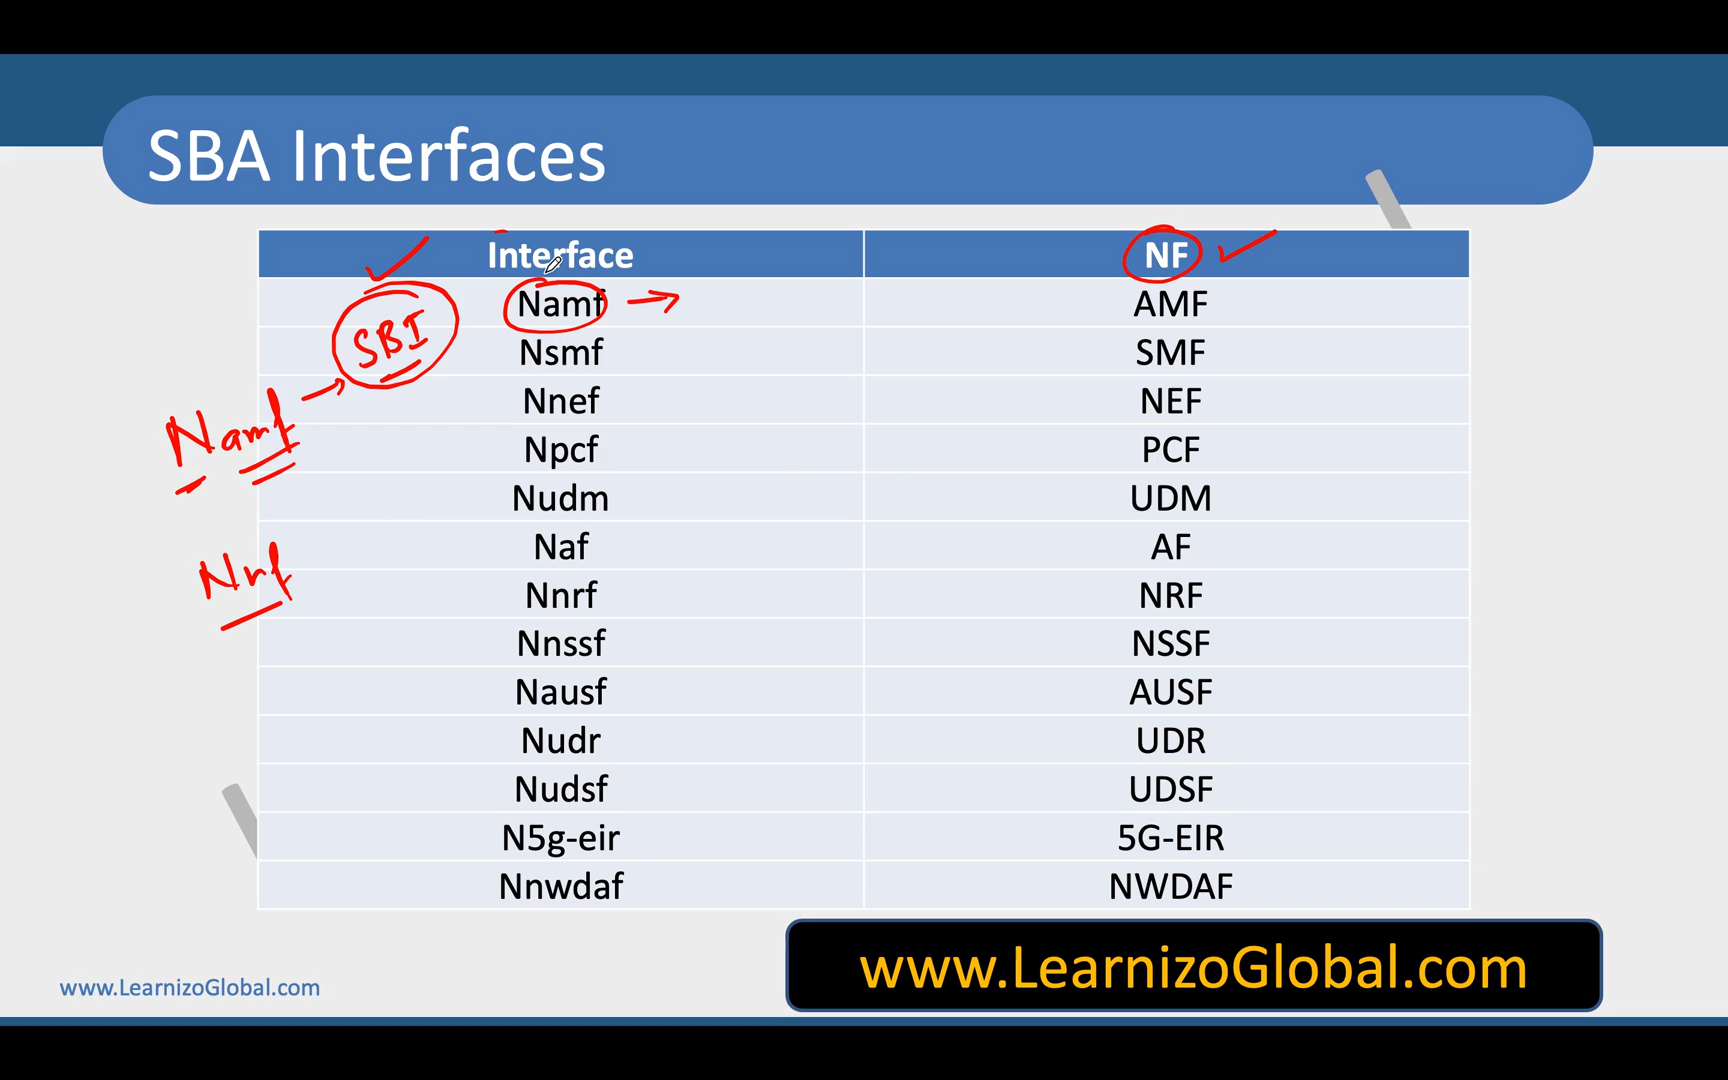 SBA Interfaces
Interface NF
Namf AMF
SBI
Nsmf SMF
Nnef NEF
Namf
Npcf PCF
Nudm UDM
Naf AF
Nrf
Nnrf NRF
Nnssf NSSF
Nausf AUSF
Nudr UDR
Nudsf UDSF
N5g-eir 5G-EIR
Nnwdaf NWDAF
www.LearnizoGlobal.com
www.LearnizoGlobal.com